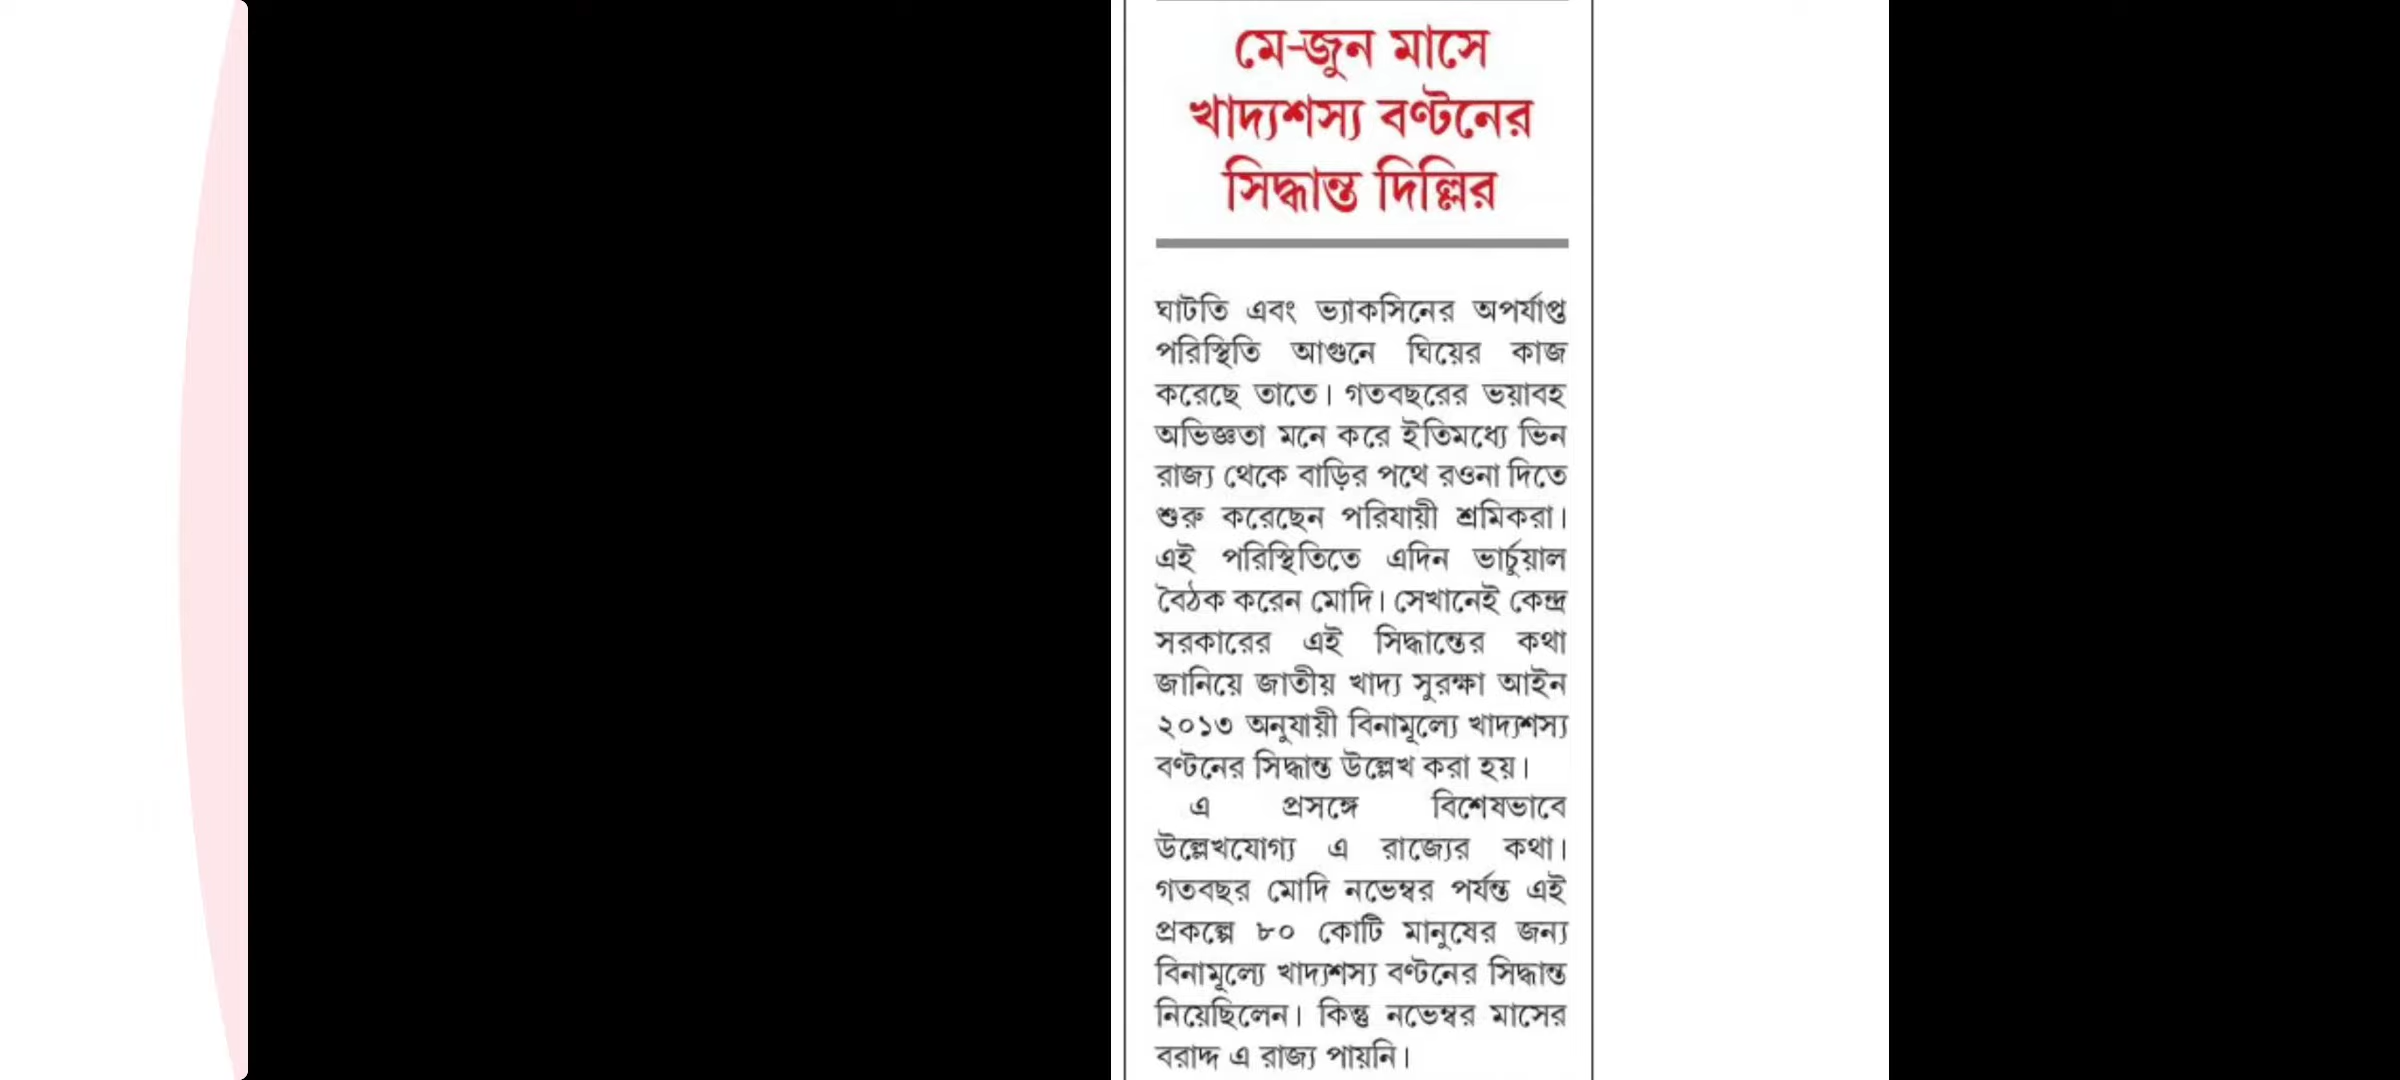 মে-জুন মাসে
খাদ্যশস্য বণ্টনের
সিদ্ধান্ত দিল্লির
ঘাটতি এবং ভ্যাকসিনের অপর্যাপ্ত
পরিস্থিতি আগুনে ঘিয়ের কাজ
করেছে তাতে। গতবছরের ভয়াবহ
অভিজ্ঞতা মনে করে ইতিমধ্যে ভিন
রাজ্য থেকে বাড়ির পথে রওনা দিতে
শুরু করেছেন পরিযায়ী শ্রমিকরা।
এই পরিস্থিতিতে এদিন ভার্চুয়াল
বৈঠক করেন মোদি। সেখানেই কেন্দ্র
সরকারের এই সিদ্ধান্তের কথা
জানিয়ে জাতীয় খাদ্য সুরক্ষা আইন
২০১৩ অনুযায়ী বিনামূল্যে খাদ্যশস্য
বণ্টনের সিদ্ধান্ত উল্লেখ করা হয়।
এ প্রসঙ্গে বিশেষভাবে
উল্লেখযোগ্য এ রাজ্যের কথা।
গতবছর মোদি নভেম্বর পর্যন্ত এই
প্রকল্পে ৮০ কোটি মানুষের জন্য
বিনামূল্যে খাদ্যশস্য বণ্টনের সিদ্ধান্ত
নিয়েছিলেন। কিন্তু নভেম্বর মাসের
বরাদ্দ এ রাজ্য পায়নি।